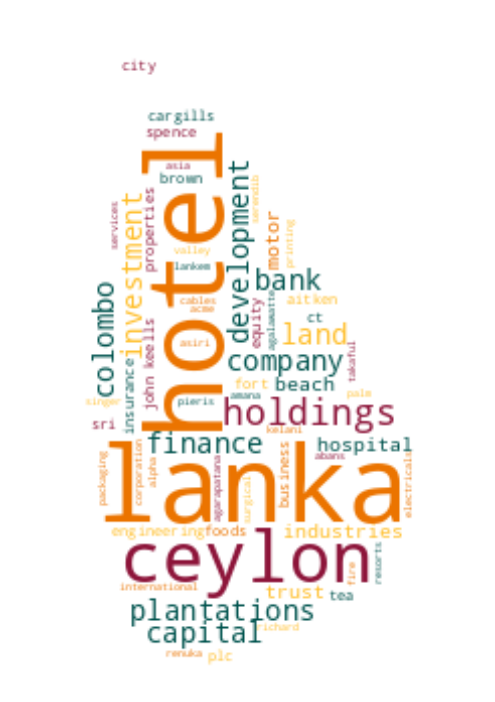 city
cargills
spence
hotel
asia
brown
services
properties
investment
development
serendib
motor
printing
valley
lankem
bank
colombo
cables
acme
aitken
equity
agalawatte
ct
land
john keells
asiri
takaful
company
insurance
fort
beach
amana
pale
singer
pieris
holdings
sri
kelani
finance
hospital
abans
packaging
corporation
alpha
agarapatana
surgical
business
electricals
lanka
engineering
foods
industries
ceylon
resorts
fire
international
trust
tea
plantations
capital
richard
renuka
plc